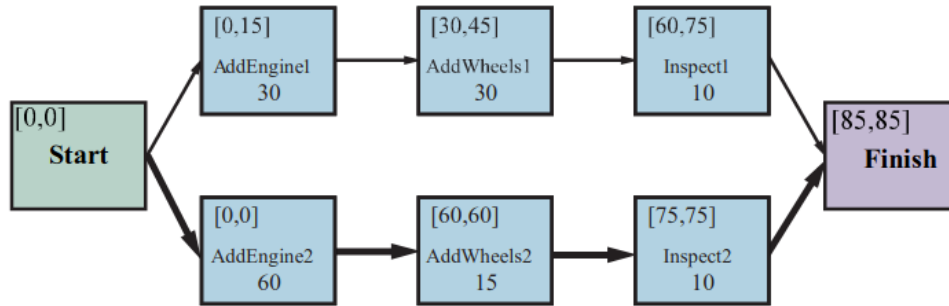 [0,0]
Start
[0,15]
AddEngine1
30
[30,45]
AddWheels1
30
[60,75]
Inspect1
10
[0,0]
AddEngine2
60
[60,60]
AddWheels2
15
[75,75]
Inspect2
10
[85,85]
Finish